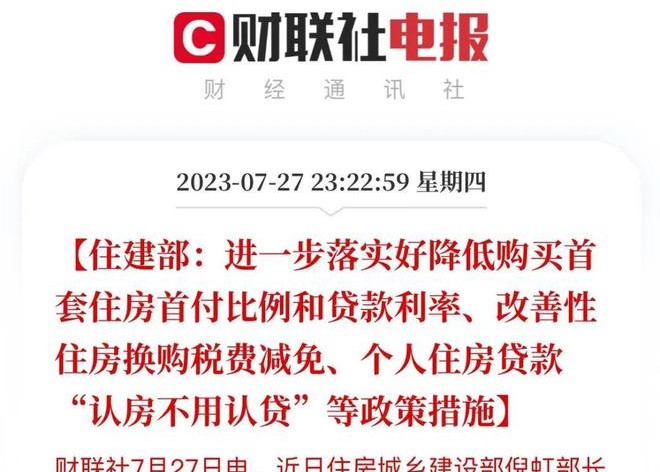 财联社电报
财经通讯社
2023-07-27 23:22:59 星期四
【住建部：进一步落实好降低购买首
套住房首付比例和贷款利率、改善性
住房换购税费减免、个人住房贷款
“认房不用认贷”等政策措施】
财联社7月27日电，近日住房城乡建设部倪虹部长